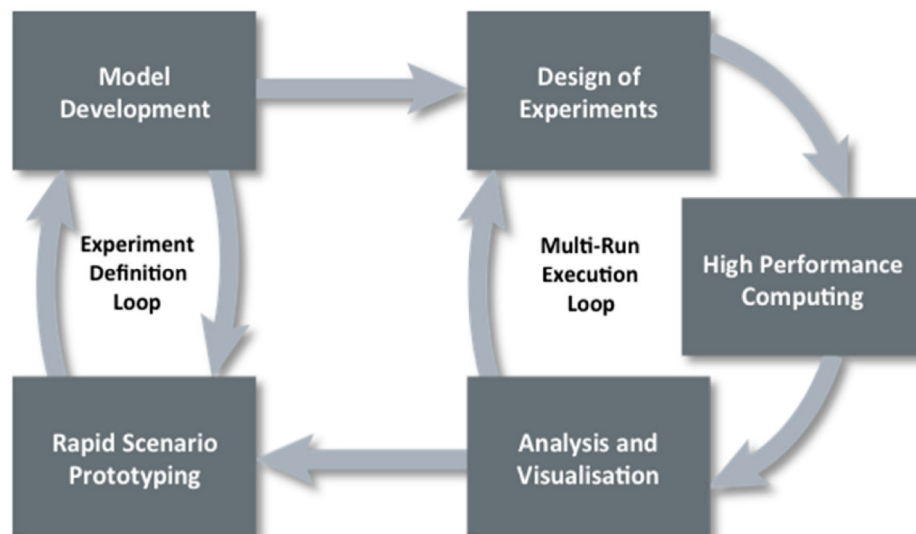 Model
Development
Design of
Experiments
Experiment
Definition
Loop
Multi-Run
Execution
Loop
High Performance
Computing
Rapid Scenario
Prototyping
Analysis and
Visualisation